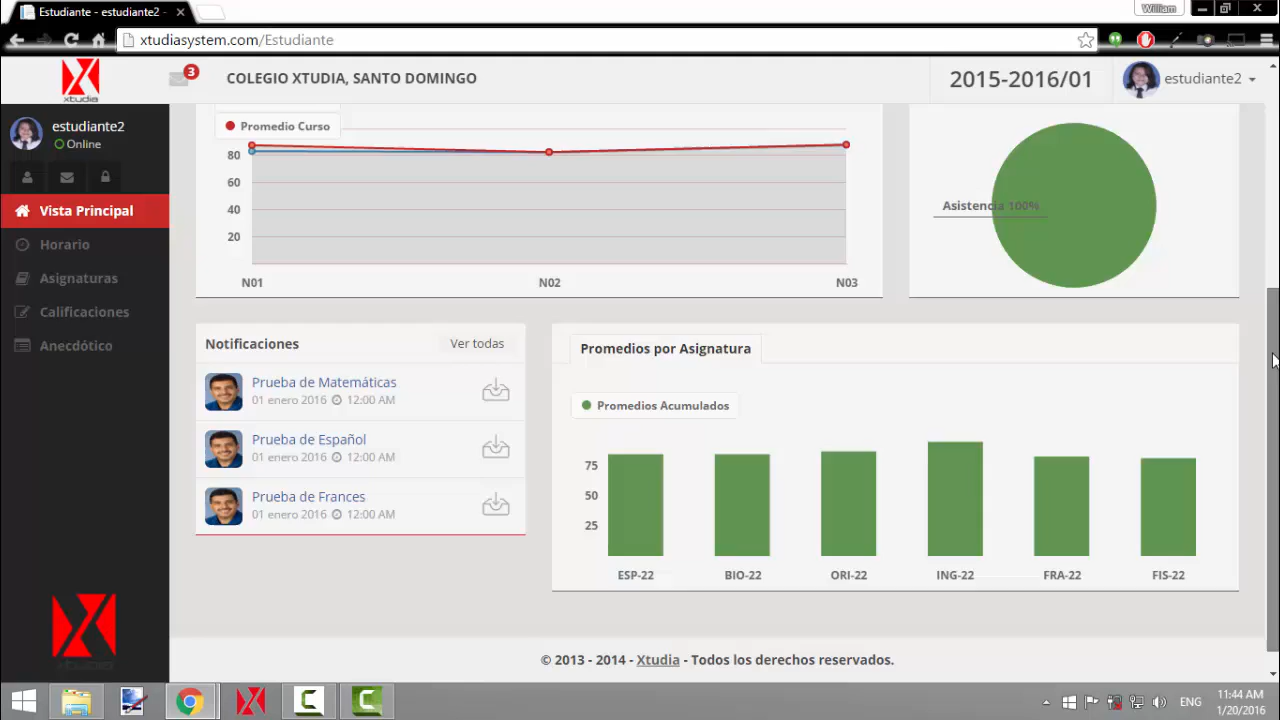 Estudiante - estudiante2 -
William
xtudiasystem.com/Estudiante
xtudia
3
COLEGIO XTUDIA, SANTO DOMINGO
2015-2016/01
estudiante2
estudiante2
Online
Vista Principal
Horario
Asignaturas
Calificaciones
Anecdótico
Promedio Curso
80
60
40
20
N01 N02 N03
Asistencia 100%
Notificaciones
Ver todas
Prueba de Matemáticas
01 enero 2016 12:00 AM
Prueba de Español
01 enero 2016 12:00 AM
Prueba de Frances
01 enero 2016 12:00 AM
Promedios por Asignatura
Promedios Acumulados
75
50
25
ESP-22 BIO-22 ORI-22 ING-22 FRA-22 FIS-22
xtudia
© 2013 - 2014 - Xtudia - Todos los derechos reservados.
ENG
11:44 AM
1/20/2016